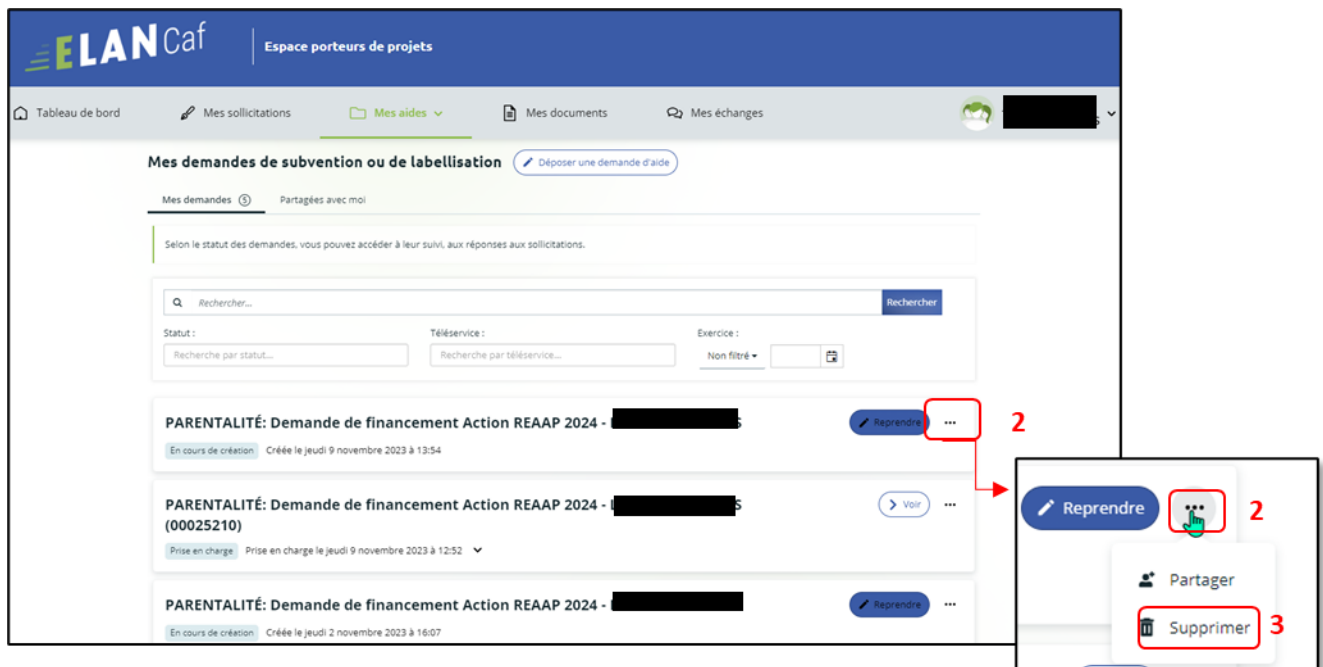 ELAN Caf
Espace porteurs de projets
Tableau de bord
Mes sollicitations
Mes aides
Mes documents
Mes échanges
s
Mes demandes de subvention ou de labellisation
Déposer une demande d'aide
Mes demandes 5
Partagées avec moi
Selon le statut des demandes, vous pouvez accéder à leur suivi, aux réponses aux sollicitations.
Rechercher...
Rechercher
Statut :
Téléservice :
Exercice :
Recherche par statut...
Recherche par téléservice...
Non filtré
PARENTALITÉ: Demande de financement Action REAAP 2024 -
Reprendre
...
2
En cours de création Créée le jeudi 9 novembre 2023 à 13:54
PARENTALITÉ: Demande de financement Action REAAP 2024 - L S
(00025210)
Voir
...
Prise en charge Prise en charge le jeudi 9 novembre 2023 à 12:52
PARENTALITÉ: Demande de financement Action REAAP 2024 -
Reprendre
...
En cours de création Créée le jeudi 2 novembre 2023 à 16:07
Reprendre
...
2
Partager
Supprimer
3